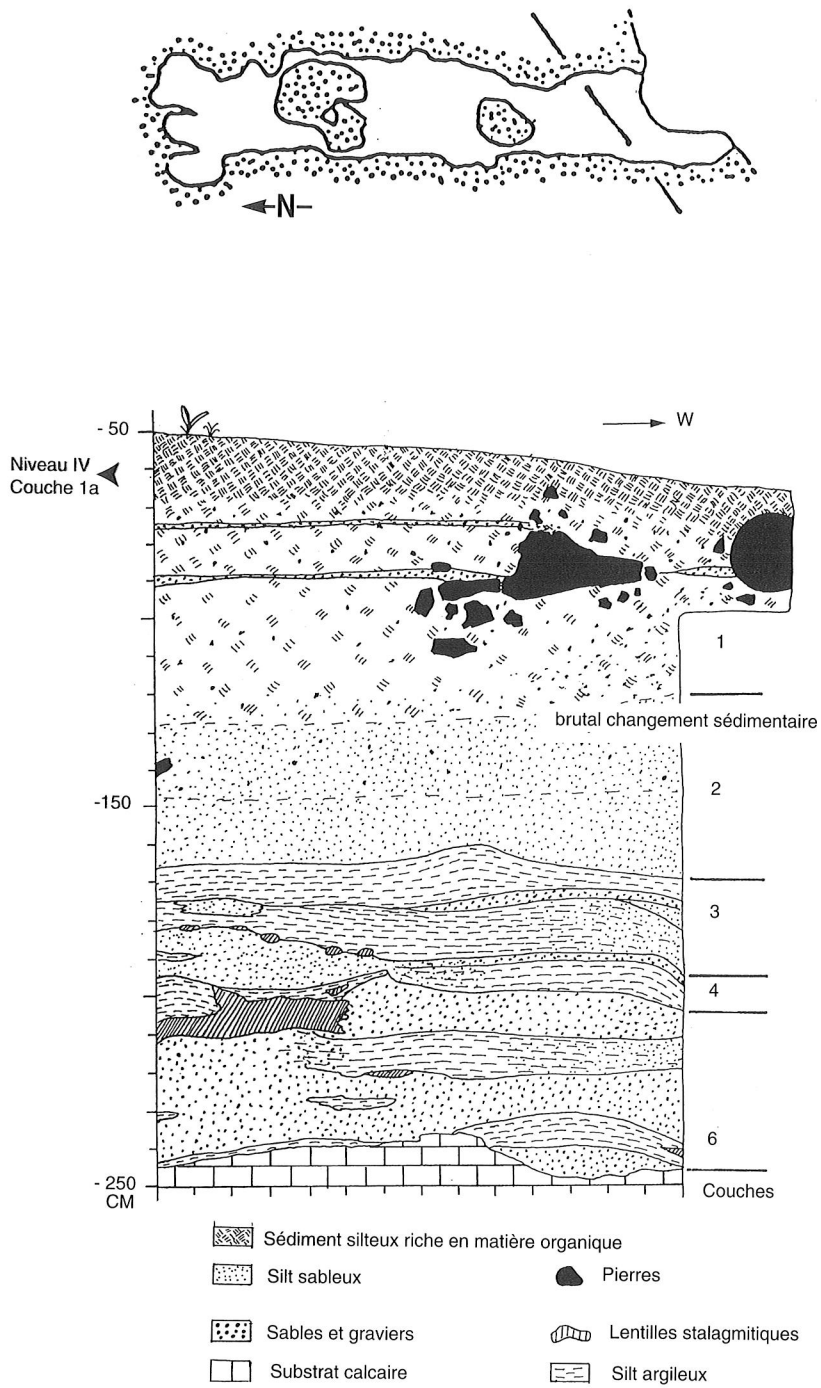 N
- 50
W
Niveau IV
Couche 1a
1
brutal changement sédimentaire
2
-150
3
4
6
- 250
CM
Couches
Sédiment silteux riche en matière organique
Silt sableux
Pierres
Sables et graviers
Lentilles stalagmitiques
Substrat calcaire
Silt argileux